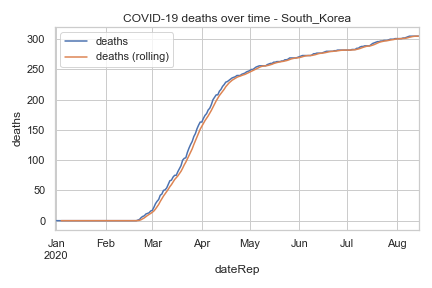 COVID-19 deaths over time - South_Korea
deaths
deaths (rolling)
300
250
200
150
100
50
0
deaths
Jan Feb Mar Apr May Jun Jul Aug
2020
dateRep